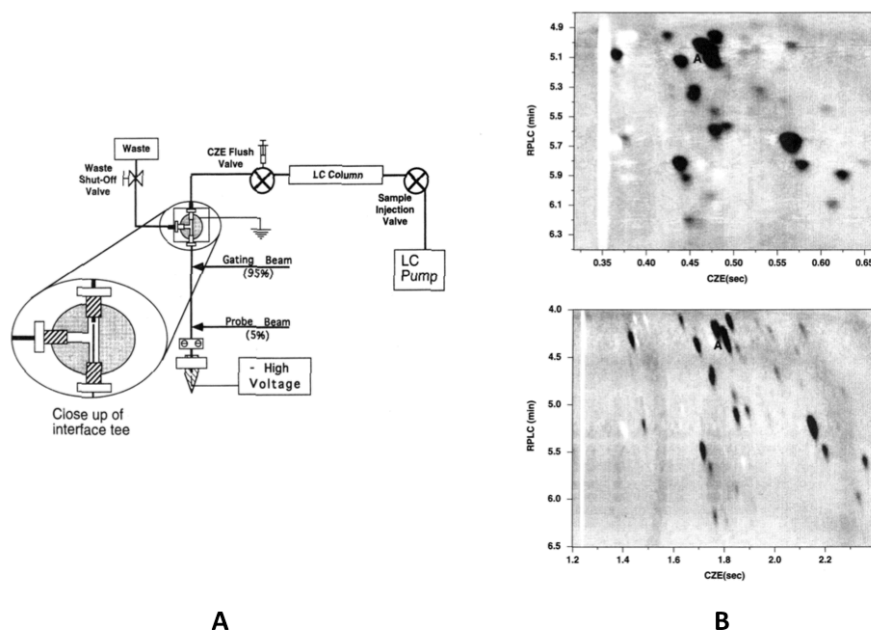 Waste
Waste
Shut-Off
Valve
CZE Flush
Valve
LC Column
Sample
Injection
Valve
LC
Pump
Gating Beam
(95%)
Probe Beam
(5%)
- High
Voltage
Close up of
interface tee
A
RPLC (min)
4.9
5.1
A
5.4
5.6
5.9
6.1
6.3
0.35 0.40 0.45 0.50 0.55 0.60 0.65
CZE(sec)
RPLC (min)
4.0
A
4.5
5.0
5.5
6.0
6.5
1.2 1.4 1.6 1.8 2.0 2.2
CZE(sec)
B